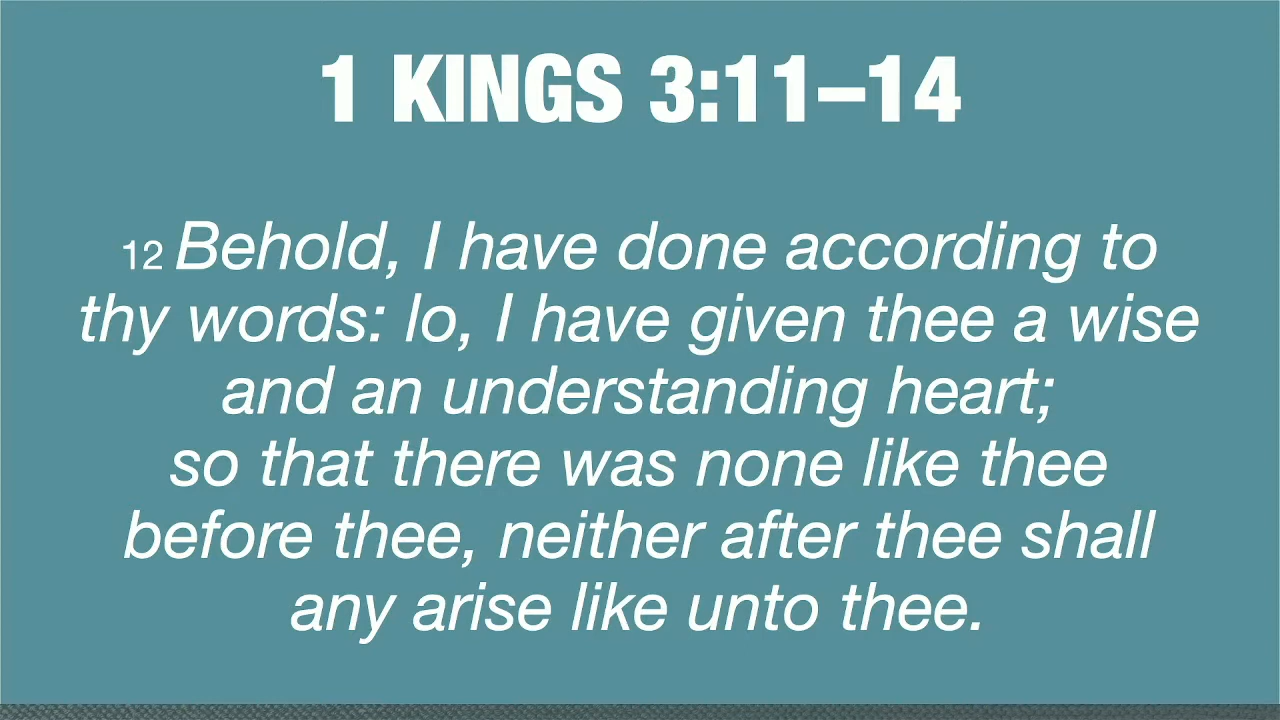 1 KINGS 3:11–14
12 Behold, I have done according to
thy words: lo, I have given thee a wise
and an understanding heart;
so that there was none like thee
before thee, neither after thee shall
any arise like unto thee.